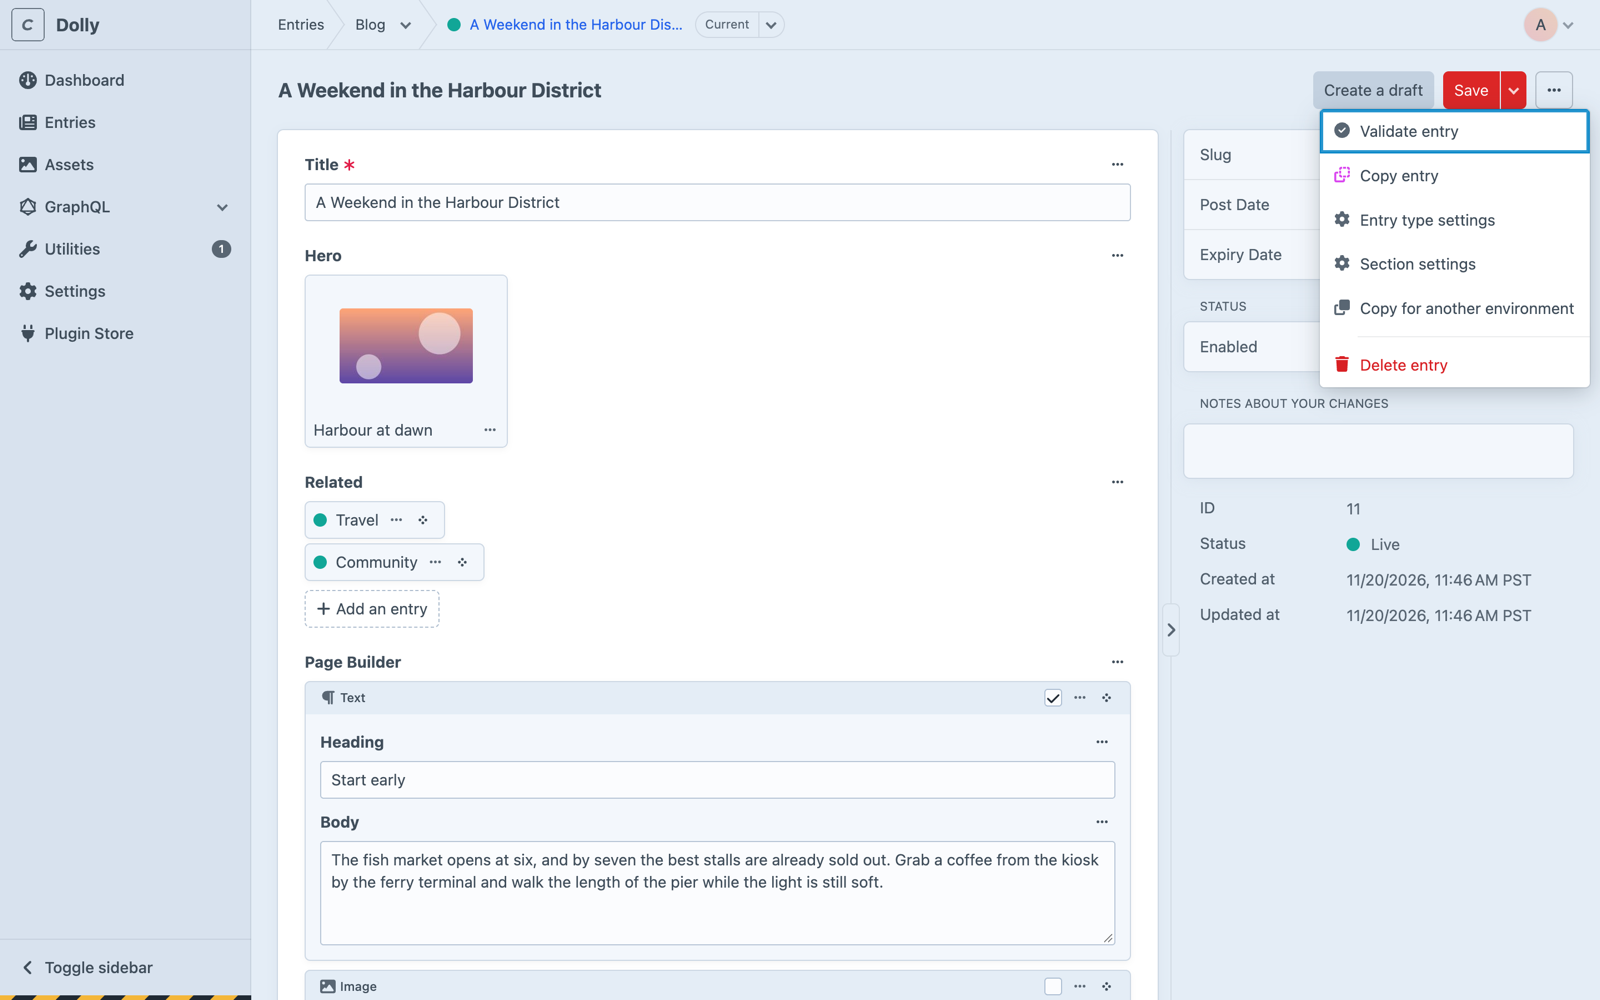 C
Dolly
Entries
Blog
A Weekend in the Harbour Dis...
Current
A
Dashboard
Entries
Assets
GraphQL
Utilities
1
Settings
Plugin Store
Toggle sidebar
A Weekend in the Harbour District
Create a draft
Save
Title *
A Weekend in the Harbour District
Hero
Harbour at dawn
Related
Travel
Community
+ Add an entry
Page Builder
Text
Heading
Start early
Body
The fish market opens at six, and by seven the best stalls are already sold out. Grab a coffee from the kiosk
by the ferry terminal and walk the length of the pier while the light is still soft.
Image
Slug
Post Date
Expiry Date
STATUS
Enabled
Validate entry
Copy entry
Entry type settings
Section settings
Copy for another environment
Delete entry
NOTES ABOUT YOUR CHANGES
ID 11
Status Live
Created at 11/20/2026, 11:46 AM PST
Updated at 11/20/2026, 11:46 AM PST